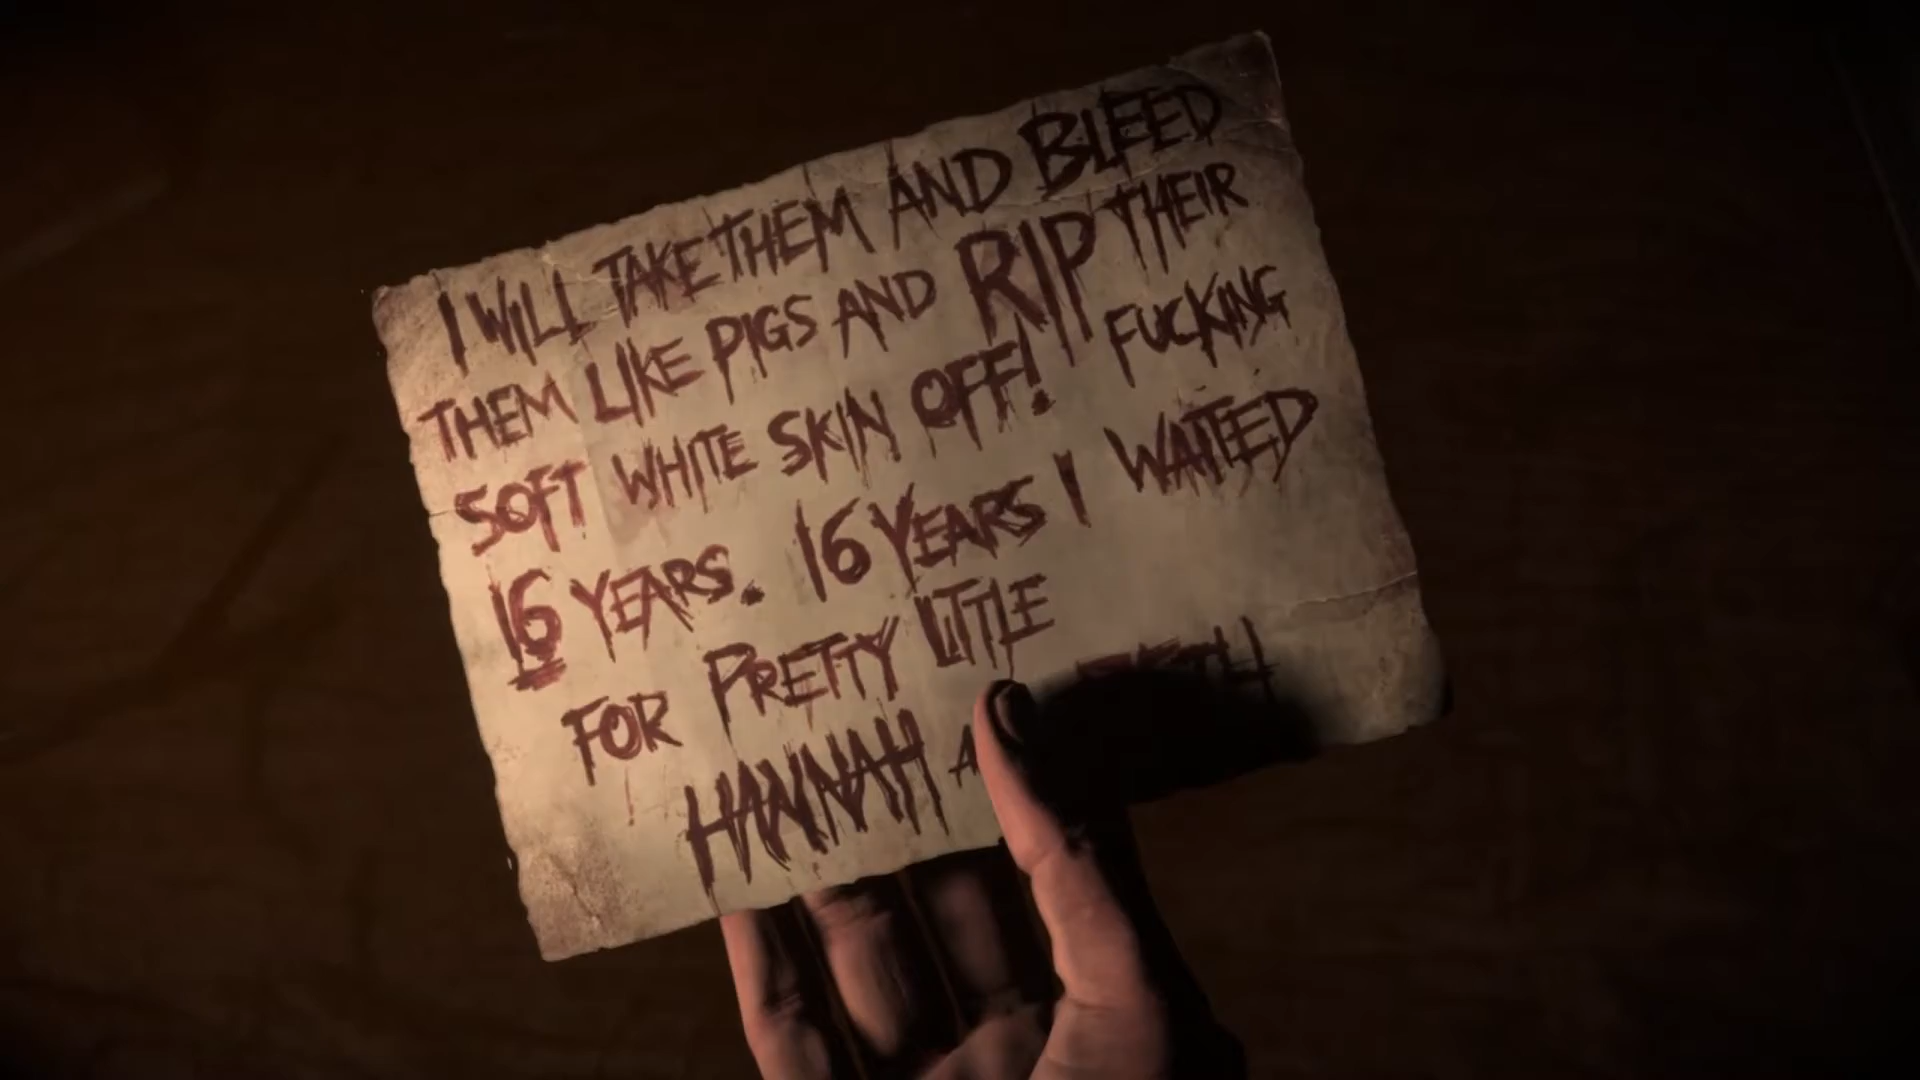 I WILL TAKE THEM AND BLEED
THEM LIKE PIGS AND RIP THEIR
SOFT WHITE SKIN OFF! FUCKING
16 YEARS. 16 YEARS I WAITED
FOR PRETTY LITTLE
HANNAH